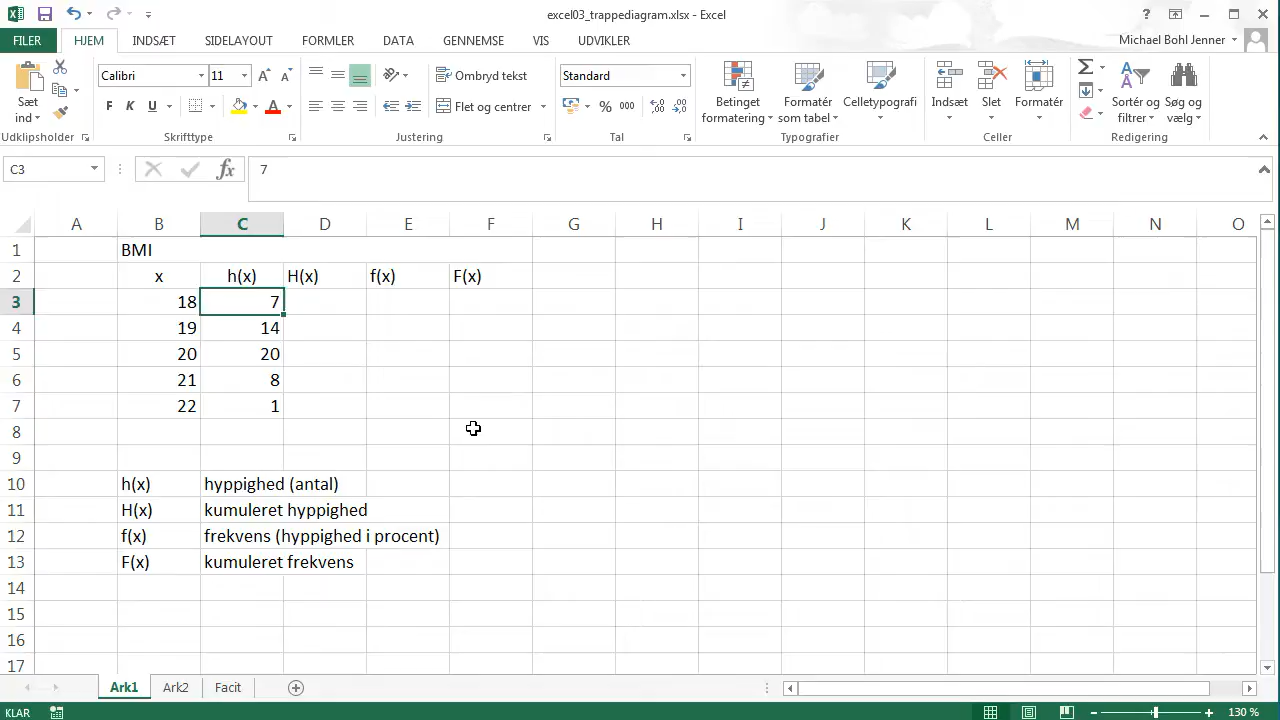 excel03_trappediagram.xlsx - Excel
?
FILER HJEM INDSÆT SIDELAYOUT FORMLER DATA GENNEMSE VIS UDVIKLER Michael Bohl Jenner
Sæt ind
Calibri 11
F K U
Ombryd tekst
Flet og centrer
Standard
% 000
Betinget formatering
Formatér som tabel
Celletypografi
Indsæt
Slet
Formatér
Sortér og filtrer
Søg og vælg
Udklipsholder Skrifttype Justering Tal Typografier Celler Redigering
C3 fx 7
A B C D E F G H I J K L M N O
1 BMI
2 x h(x) H(x) f(x) F(x)
3 18 7
4 19 14
5 20 20
6 21 8
7 22 1
8
9
10 h(x) hyppighed (antal)
11 H(x) kumuleret hyppighed
12 f(x) frekvens (hyppighed i procent)
13 F(x) kumuleret frekvens
14
15
16
17
Ark1 Ark2 Facit
KLAR 130 %